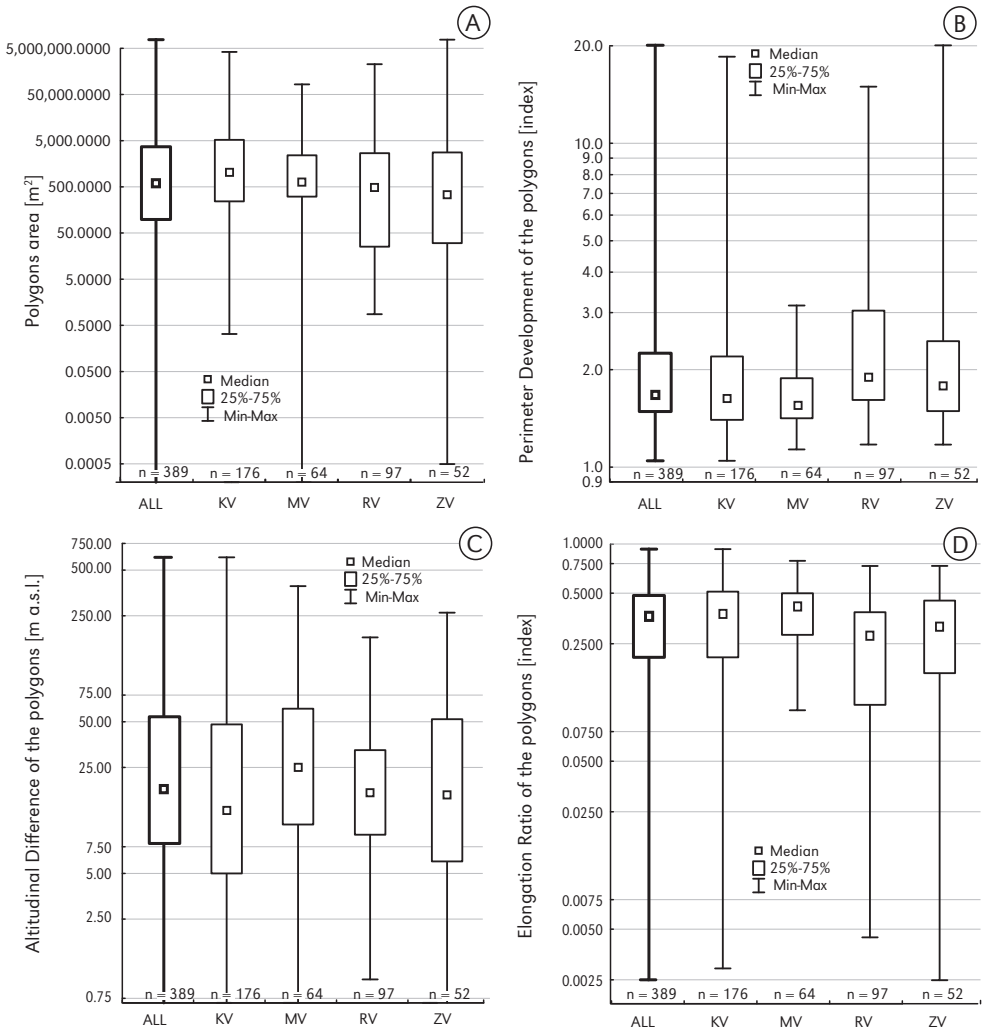 A
Polygons area [m²]
5,000,000.0000
50,000.0000
5,000.0000
500.0000
50.0000
5.0000
0.5000
0.0500
0.0050
0.0005
Median
25%-75%
Min-Max
n = 389 n = 176 n = 64 n = 97 n = 52
ALL KV MV RV ZV
B
Perimeter Development of the polygons [index]
20.0
10.0
9.0
8.0
7.0
6.0
5.0
4.0
3.0
2.0
1.0
0.9
Median
25%-75%
Min-Max
n = 389 n = 176 n = 64 n = 97 n = 52
ALL KV MV RV ZV
C
Altitudinal Difference of the polygons [m a.s.l.]
750.00
500.00
250.00
75.00
50.00
25.00
7.50
5.00
2.50
0.75
Median
25%-75%
Min-Max
n = 389 n = 176 n = 64 n = 97 n = 52
ALL KV MV RV ZV
D
Elongation Ratio of the polygons [index]
1.0000
0.7500
0.5000
0.2500
0.0750
0.0500
0.0250
0.0075
0.0050
0.0025
Median
25%-75%
Min-Max
n = 389 n = 176 n = 64 n = 97 n = 52
ALL KV MV RV ZV